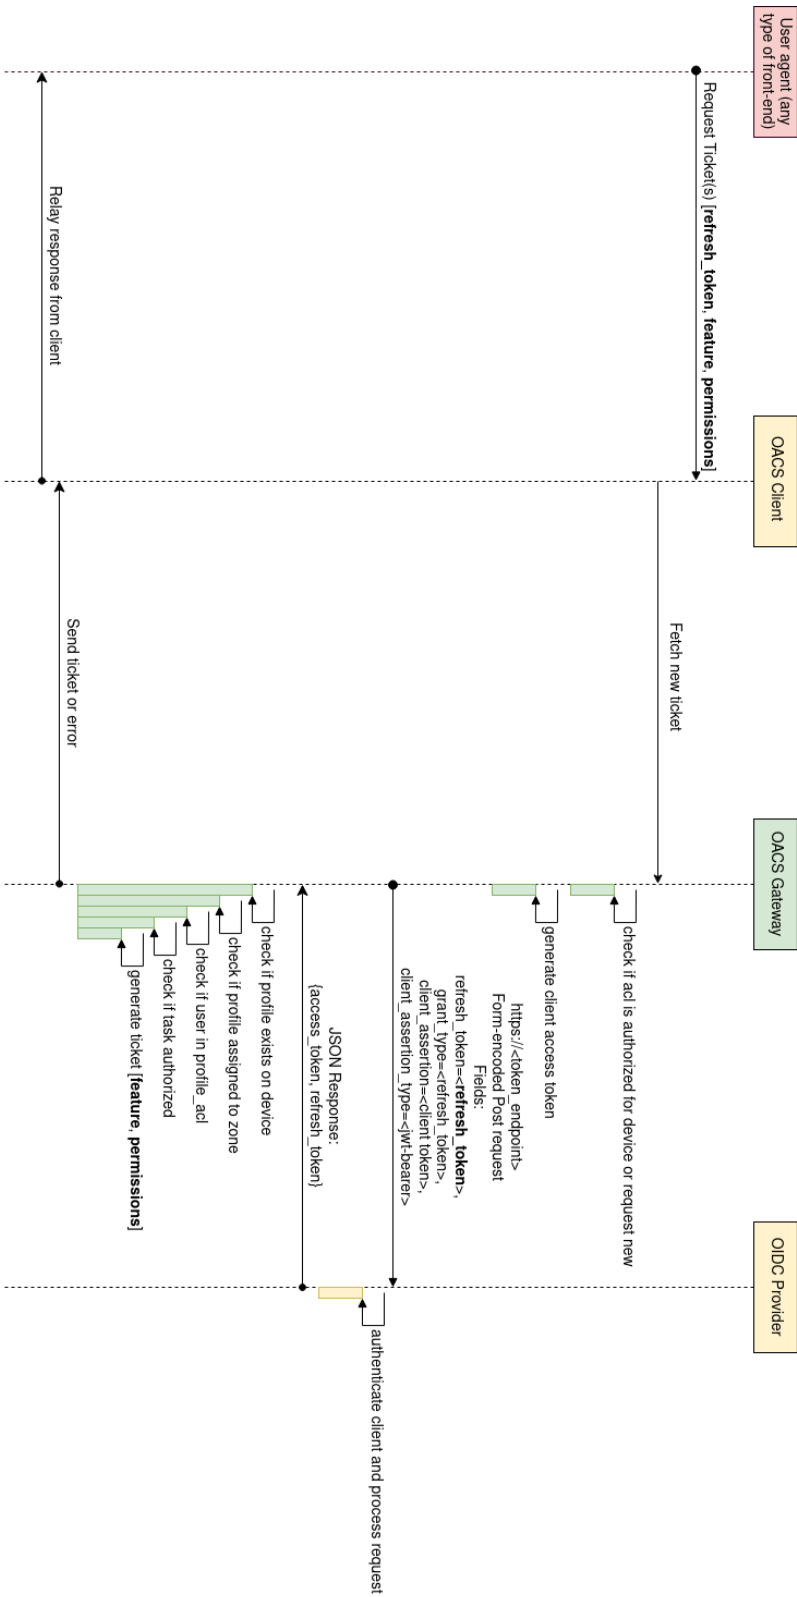 User agent (any
type of front-end)
OACS Client
OACS Gateway
OIDC Provider
Request Ticket(s) [refresh_token, feature, permissions]
Fetch new ticket
check if acl is authorized for device or request new
generate client access token
https://<token_endpoint>
Form-encoded Post request
Fields:
refresh_token=<refresh_token>,
grant_type=<refresh_token>,
client_assertion=<client token>,
client_assertion_type=<jwt-bearer>
authenticate client and process request
JSON Response:
{access_token, refresh_token}
check if profile exists on device
check if profile assigned to zone
check if user in profile_acl
check if task authorized
generate ticket [feature, permissions]
Send ticket or error
Relay response from client